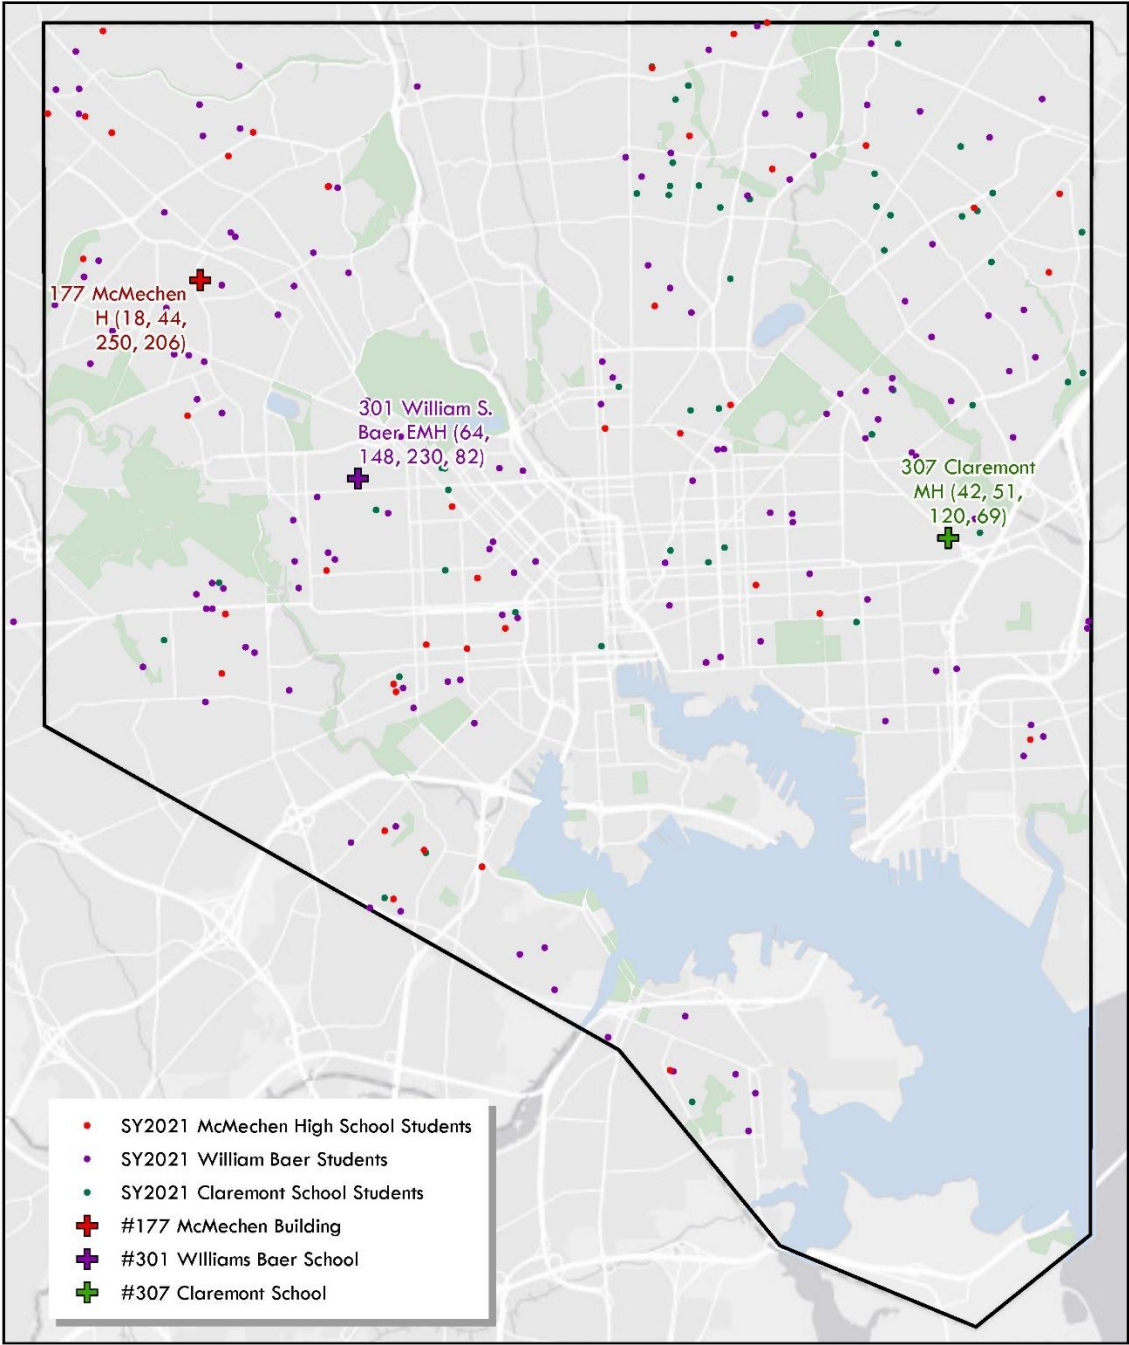 177 McMechen
H (18, 44,
250, 206)
301 William S.
Baer EMH (64,
148, 230, 82)
307 Claremont
MH (42, 51,
120, 69)
SY2021 McMechen High School Students
SY2021 William Baer Students
SY2021 Claremont School Students
#177 McMechen Building
#301 WIlliams Baer School
#307 Claremont School